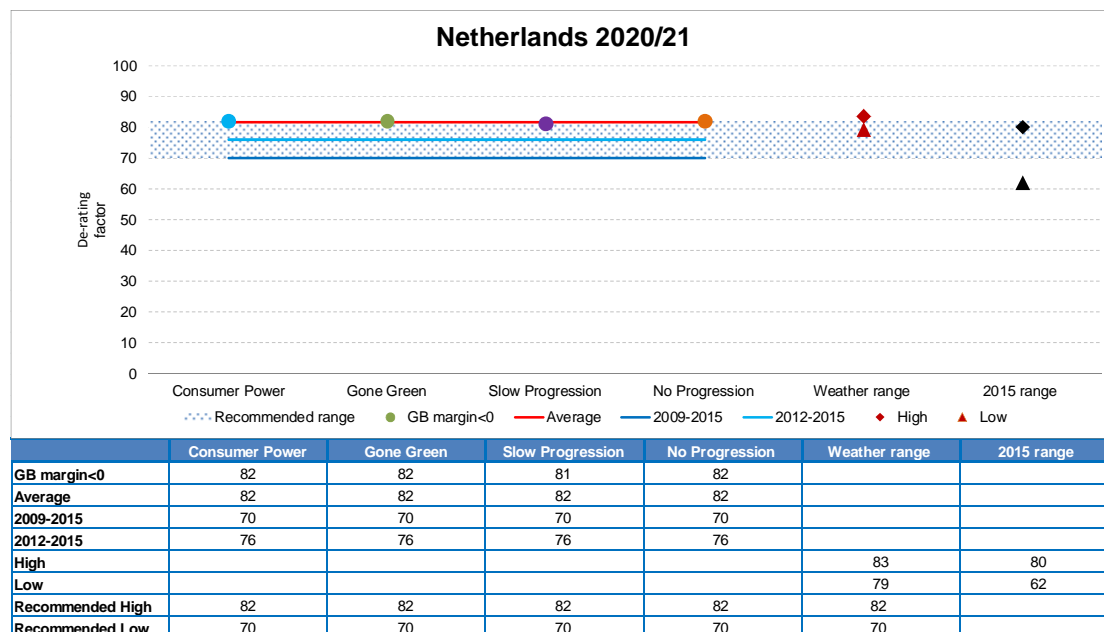 Netherlands 2020/21
100
90
80
70
60
50
40
30
20
10
0
De-rating
factor
Consumer Power Gone Green Slow Progression No Progression Weather range 2015 range
Recommended range GB margin<0 Average 2009-2015 2012-2015 High Low
Consumer Power Gone Green Slow Progression No Progression Weather range 2015 range
GB margin<0 82 82 81 82
Average 82 82 82 82
2009-2015 70 70 70 70
2012-2015 76 76 76 76
High 83 80
Low 79 62
Recommended High 82 82 82 82 82
Recommended Low 70 70 70 70 70